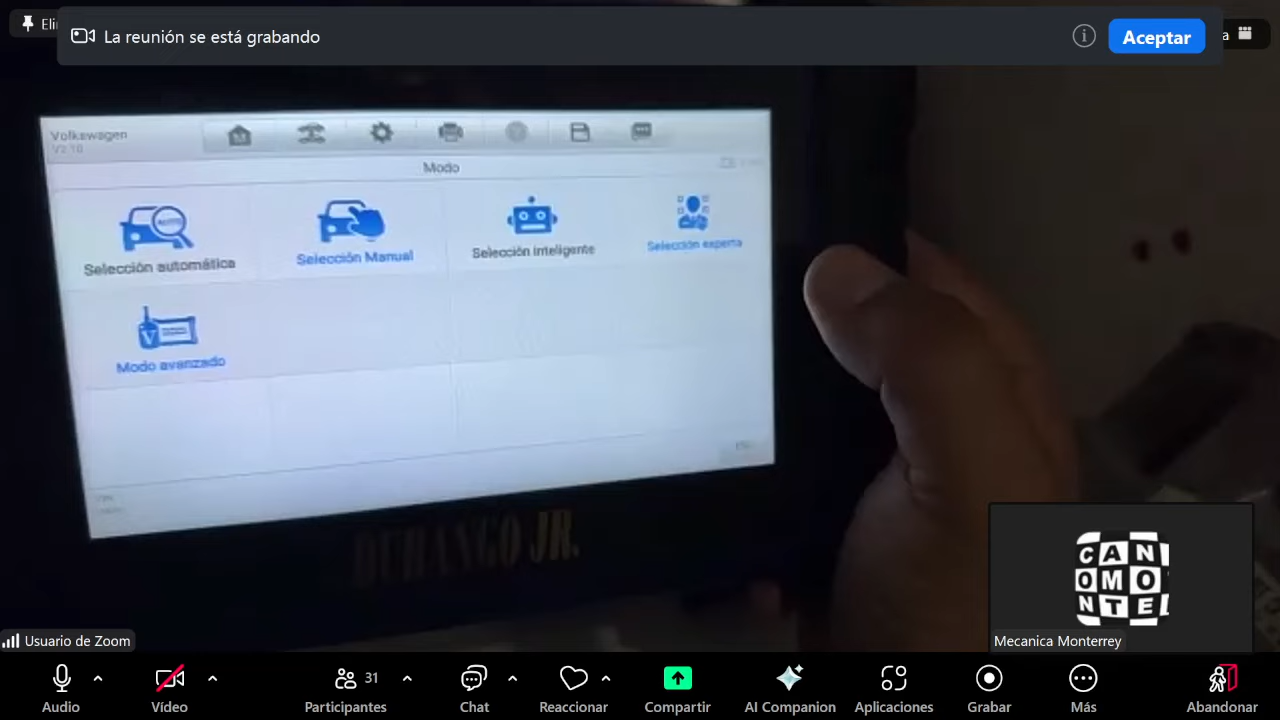 La reunión se está grabando
Aceptar
Volkswagen
Modo
Selección automática
Selección Manual
Selección inteligente
Selección experta
Modo avanzado
JR.
CAN
OMO
NTE
Usuario de Zoom
Mecanica Monterrey
Audio
Vídeo
31
Participantes
Chat
Reaccionar
Compartir
AI Companion
Aplicaciones
Grabar
Más
Abandonar